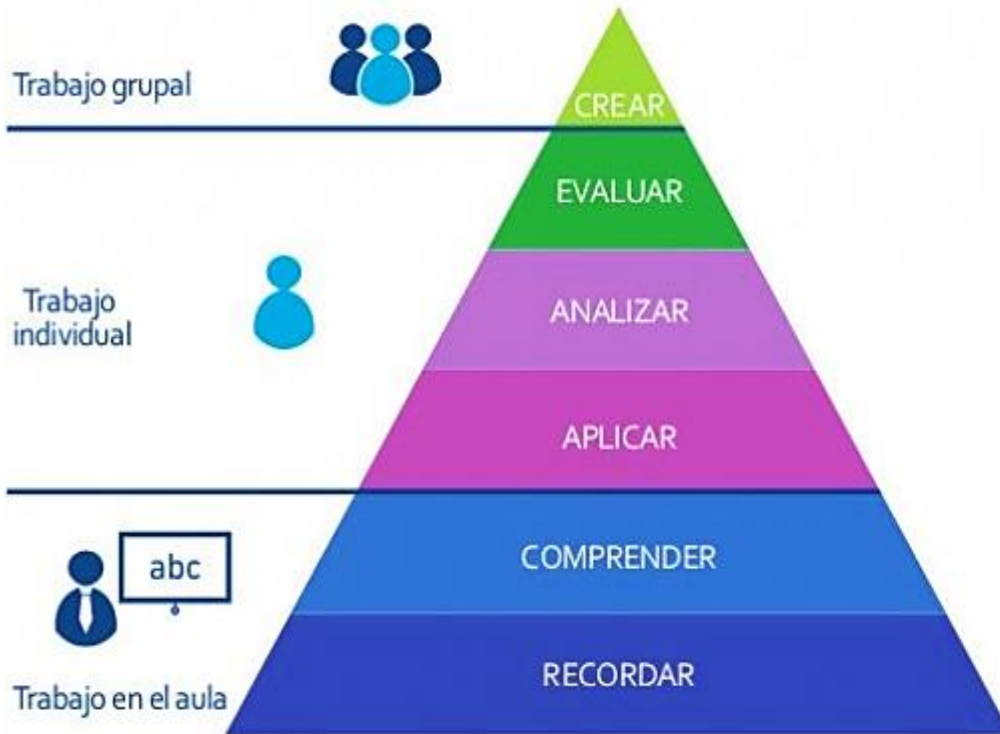 Trabajo grupal
CREAR
EVALUAR
ANALIZAR
Trabajo
individual
APLICAR
COMPRENDER
abc
RECORDAR
Trabajo en el aula